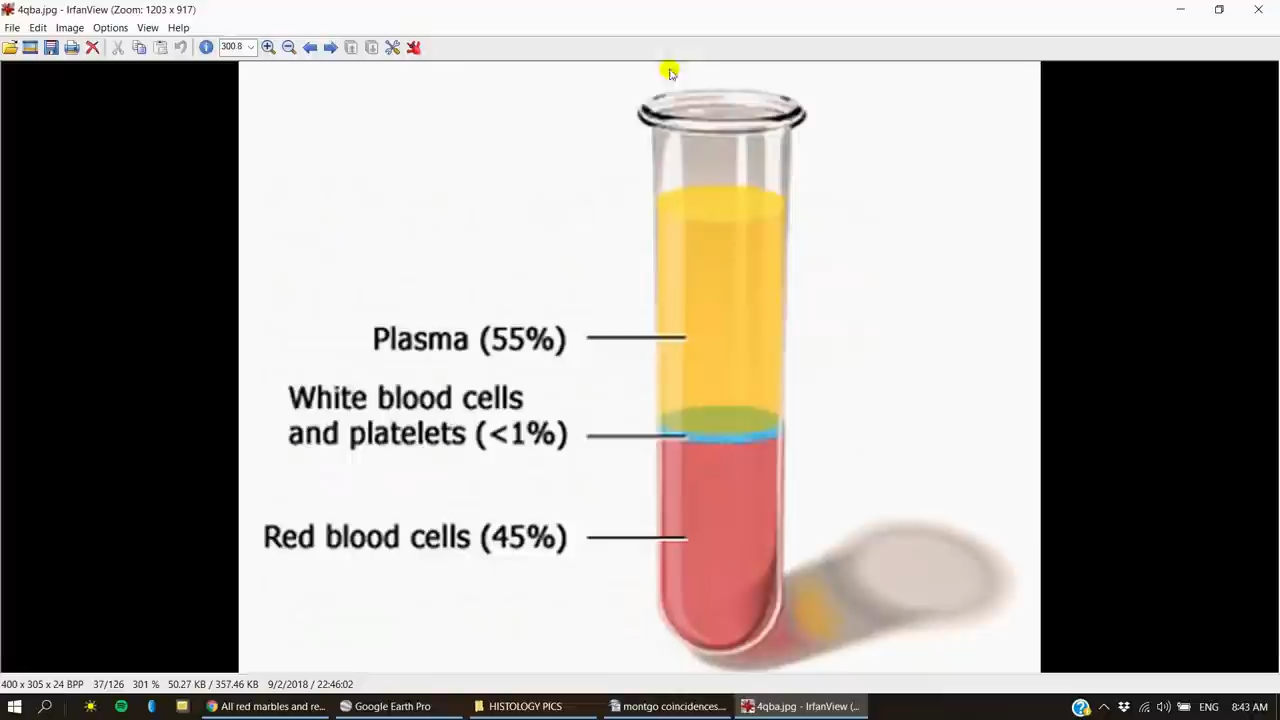 4qba.jpg - IrfanView (Zoom: 1203 x 917)
File Edit Image Options View Help
300.8
Plasma (55%)
White blood cells
and platelets (<1%)
Red blood cells (45%)
400 x 305 x 24 BPP 37/126 301 % 50.27 KB / 357.46 KB 9/2/2018 / 22:46:02
All red marbles and re... Google Earth Pro HISTOLOGY PICS montgo coincidences... 4qba.jpg - IrfanView (... ENG 8:43 AM